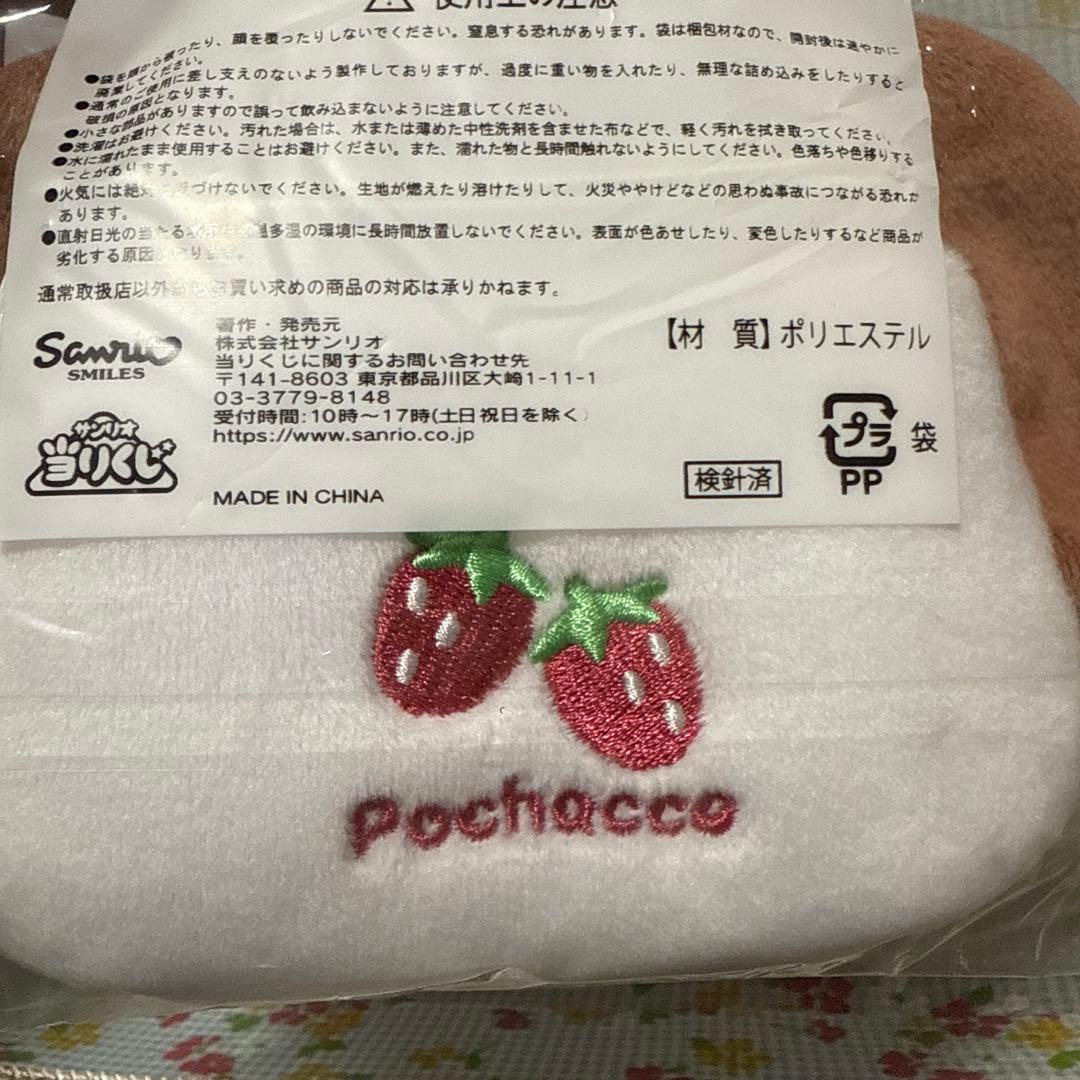 使用上の注意
●袋を頭から被ったり、顔を覆ったりしないでください。窒息する恐れがあります。袋は梱包材なので、開封後は速やかに
廃棄してください。
●通常のご使用に差し支えのないよう製作しておりますが、過度に重い物を入れたり、無理な詰め込みをしたりすると
破損の原因となります。
●小さな部品がありますので誤って飲み込まないように注意してください。
●洗濯はお避けください。汚れた場合は、水または薄めた中性洗剤を含ませた布などで、軽く汚れを拭き取ってください。
●水に濡れたまま使用することはお避けください。また、濡れた物と長時間触れないようにしてください。色落ちや色移りする
ことがあります。
●火気には絶対 づけないでください。生地が燃えたり溶けたりして、火災ややけどなどの思わぬ事故につながる恐れが
あります。
●直射日光の当たる 多湿の環境に長時間放置しないでください。表面が色あせしたり、変色したりするなど商品が
劣化する原因 ります。
通常取扱店以外からお買い求めの商品の対応は承りかねます。
Sanrio
SMILES
著作・発売元
株式会社サンリオ
当りくじに関するお問い合わせ先
〒141-8603 東京都品川区大崎1-11-1
03-3779-8148
受付時間:10時〜17時(土日祝日を除く)
https://www.sanrio.co.jp
【材 質】ポリエステル
サンリオ
当りくじ
MADE IN CHINA
検針済
プラ
袋
PP
Pochacco